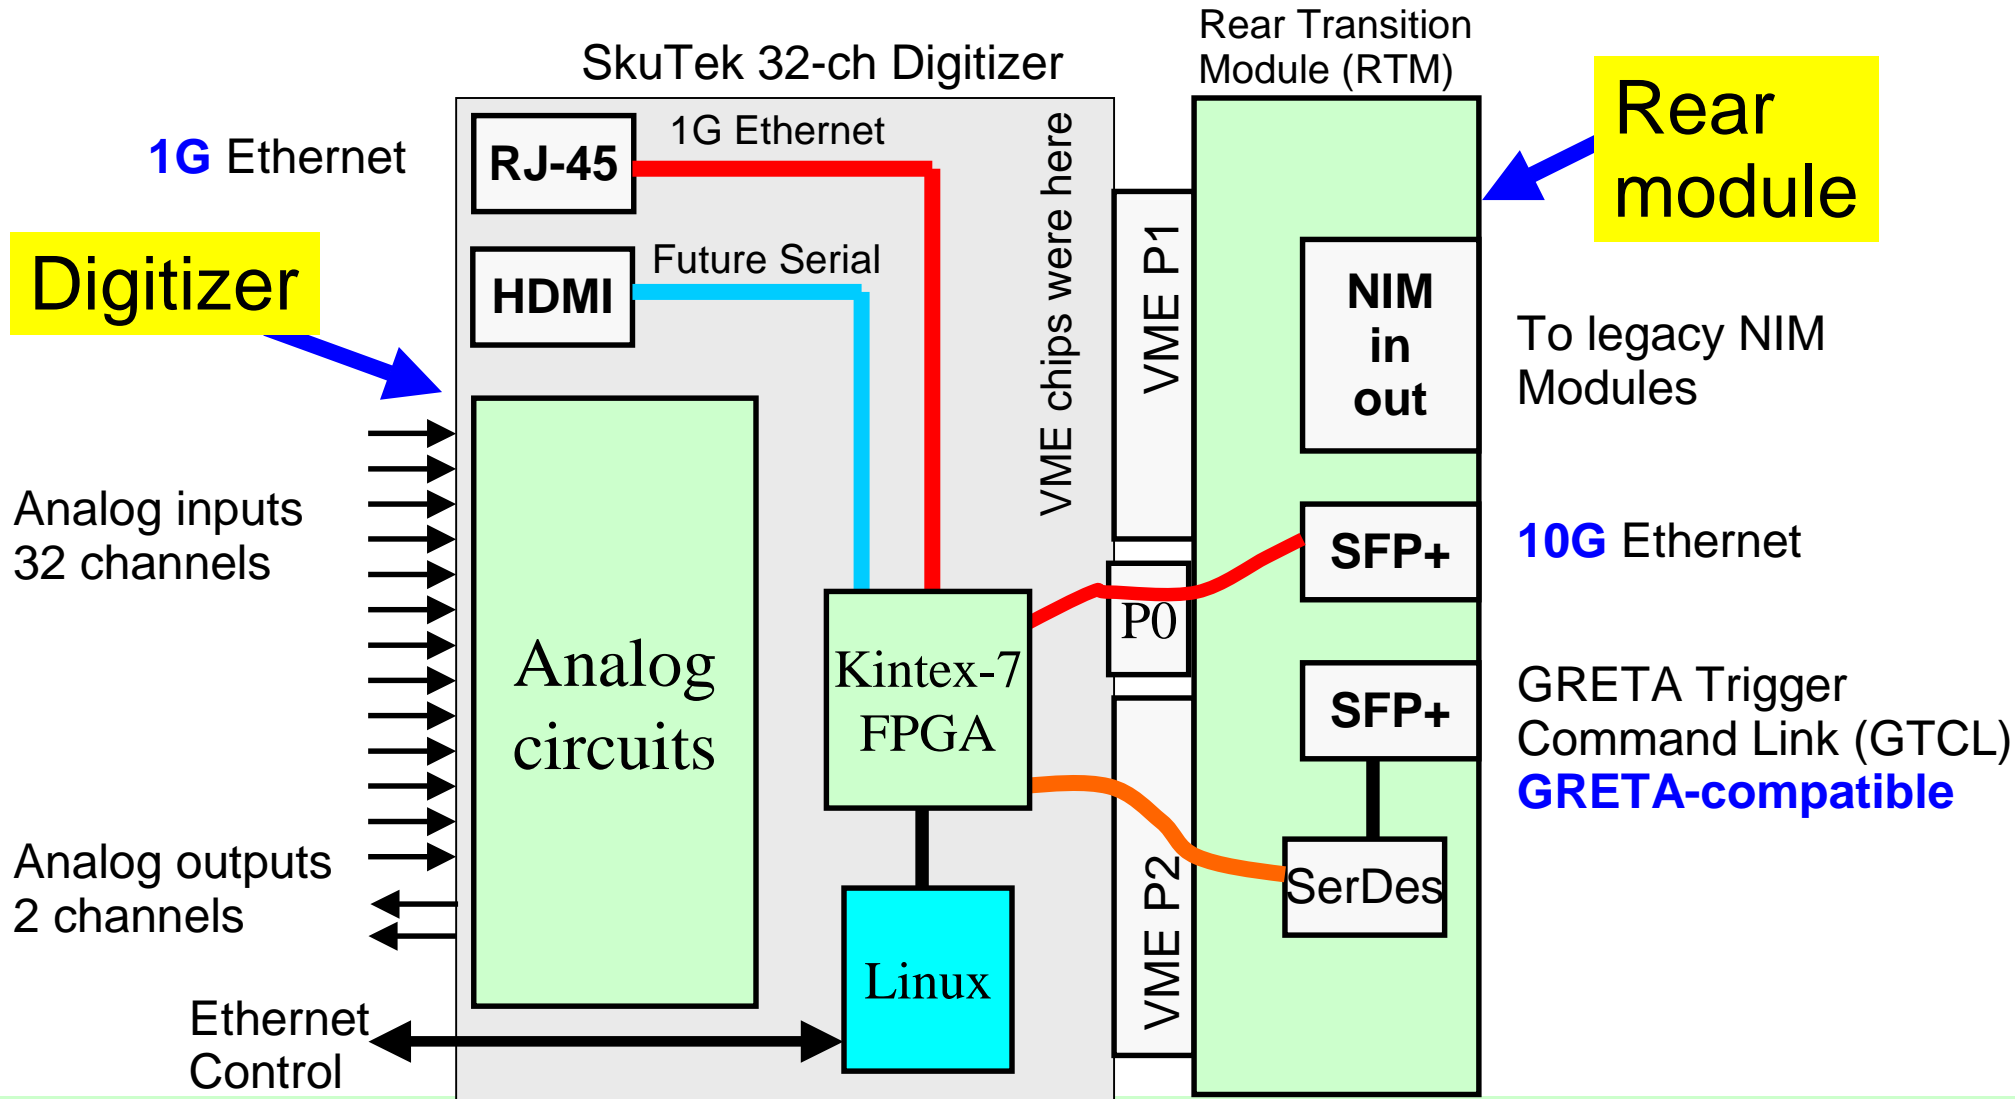 SkuTek 32-ch Digitizer
Rear Transition
Module (RTM)
Rear
module
1G Ethernet
RJ-45
1G Ethernet
HDMI
Future Serial
Digitizer
VME chips were here
VME P1
NIM
in
out
To legacy NIM
Modules
Analog inputs
32 channels
SFP+
10G Ethernet
P0
Analog
circuits
Kintex-7
FPGA
SFP+
GRETA Trigger
Command Link (GTCL)
GRETA-compatible
Analog outputs
2 channels
VME P2
SerDes
Linux
Ethernet
Control